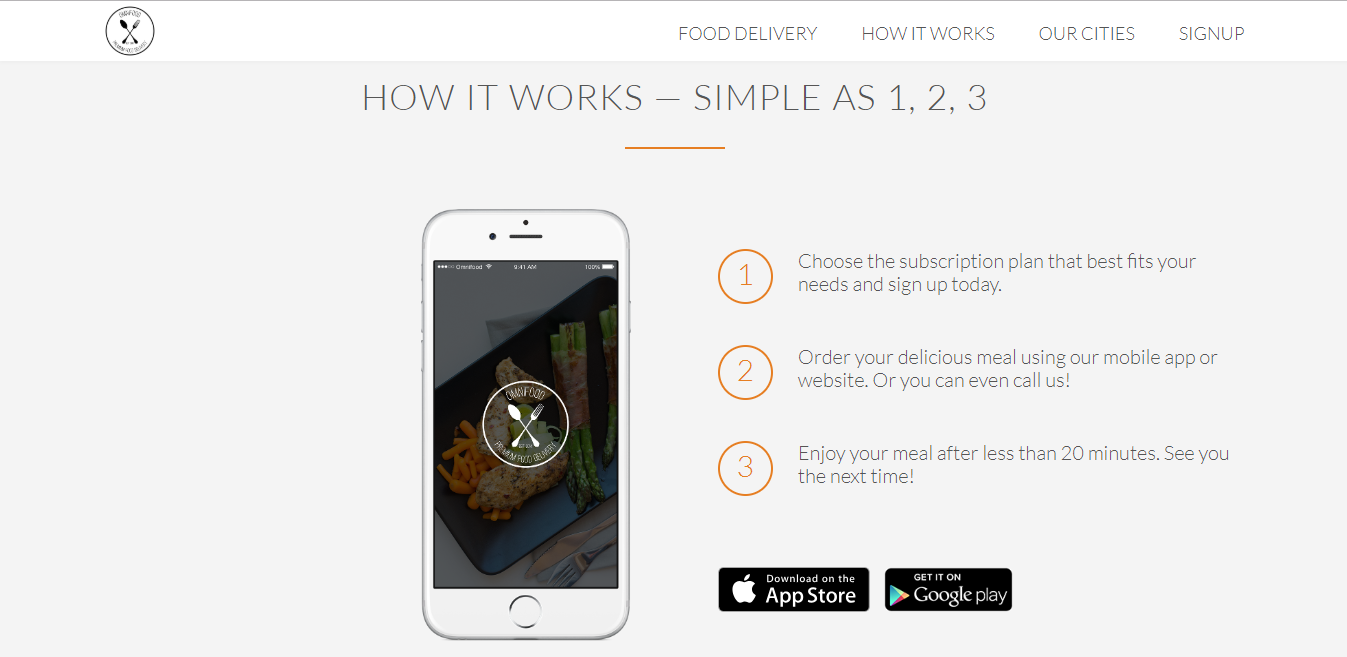 OMNIFOOD
PREMIUM FOOD DELIVERY
FOOD DELIVERY
HOW IT WORKS
OUR CITIES
SIGNUP
HOW IT WORKS — SIMPLE AS 1, 2, 3
Omnifood
9:41 AM
100%
OMNIFOOD
PREMIUM FOOD DELIVERY
1
Choose the subscription plan that best fits your
needs and sign up today.
2
Order your delicious meal using our mobile app or
website. Or you can even call us!
3
Enjoy your meal after less than 20 minutes. See you
the next time!
Download on the
App Store
GET IT ON
Google play